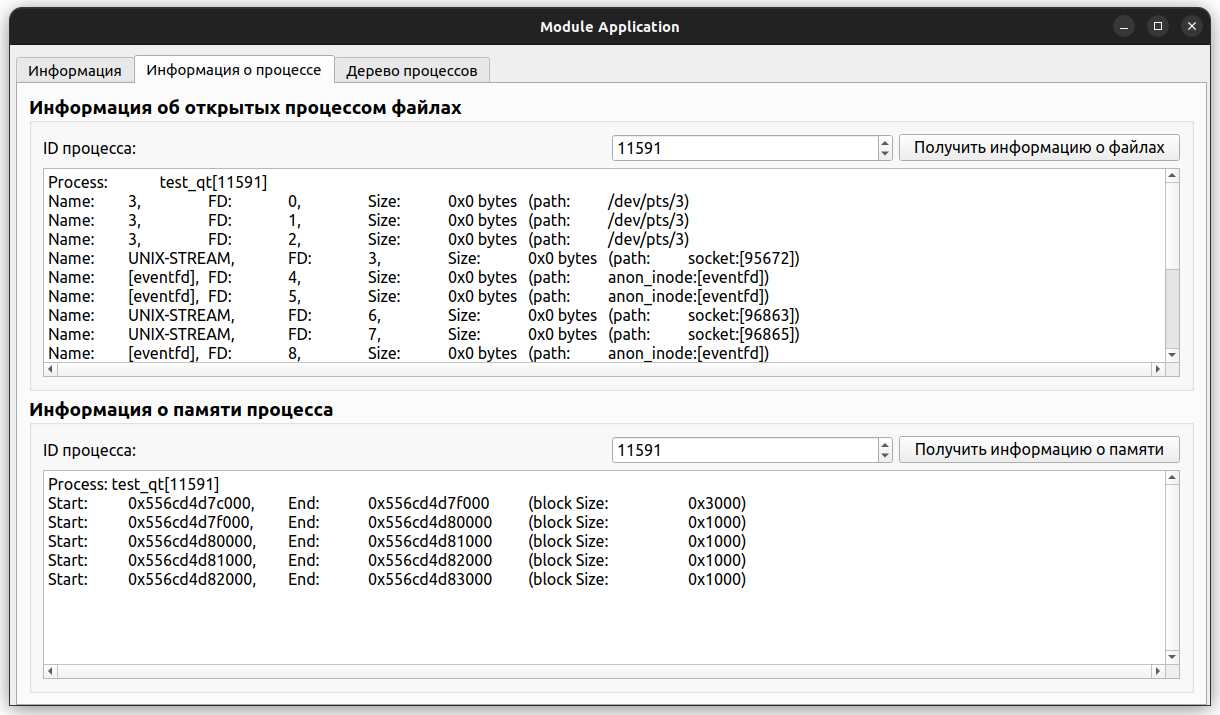 Module Application
Информация Информация о процессе Дерево процессов
Информация об открытых процессом файлах
ID процесса: 11591 Получить информацию о файлах
Process: test_qt[11591]
Name: 3, FD: 0, Size: 0x0 bytes (path: /dev/pts/3)
Name: 3, FD: 1, Size: 0x0 bytes (path: /dev/pts/3)
Name: 3, FD: 2, Size: 0x0 bytes (path: /dev/pts/3)
Name: UNIX-STREAM, FD: 3, Size: 0x0 bytes (path: socket:[95672])
Name: [eventfd], FD: 4, Size: 0x0 bytes (path: anon_inode:[eventfd])
Name: [eventfd], FD: 5, Size: 0x0 bytes (path: anon_inode:[eventfd])
Name: UNIX-STREAM, FD: 6, Size: 0x0 bytes (path: socket:[96863])
Name: UNIX-STREAM, FD: 7, Size: 0x0 bytes (path: socket:[96865])
Name: [eventfd], FD: 8, Size: 0x0 bytes (path: anon_inode:[eventfd])
Информация о памяти процесса
ID процесса: 11591 Получить информацию о памяти
Process: test_qt[11591]
Start: 0x556cd4d7c000, End: 0x556cd4d7f000 (block Size: 0x3000)
Start: 0x556cd4d7f000, End: 0x556cd4d80000 (block Size: 0x1000)
Start: 0x556cd4d80000, End: 0x556cd4d81000 (block Size: 0x1000)
Start: 0x556cd4d81000, End: 0x556cd4d82000 (block Size: 0x1000)
Start: 0x556cd4d82000, End: 0x556cd4d83000 (block Size: 0x1000)